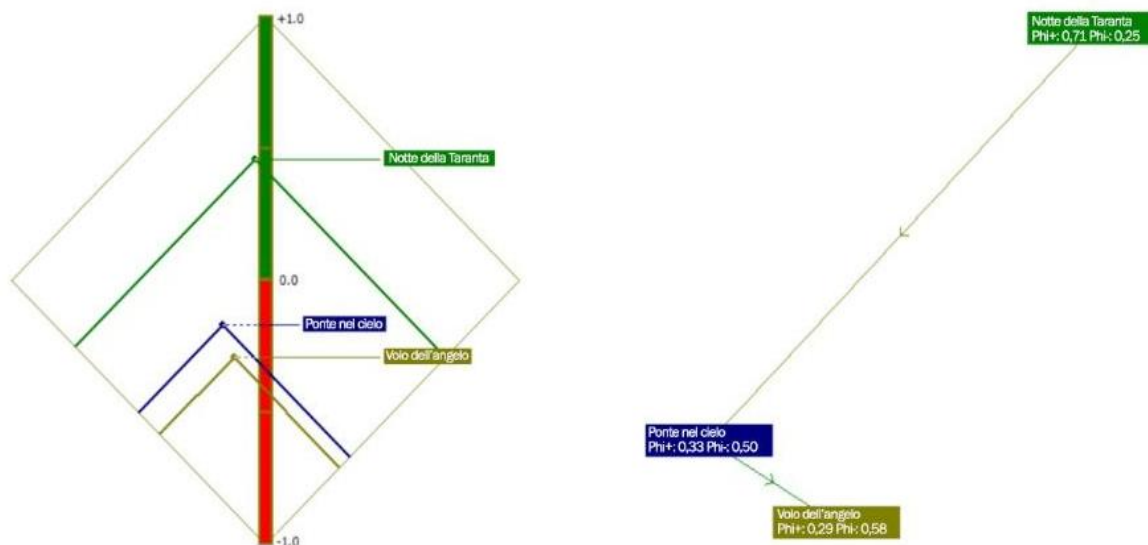 +1.0
Notte della Taranta
0.0
Ponte nel cielo
Volo dell'angelo
-1.0
Notte della Taranta
Phi+: 0,71 Phi-: 0,25
Ponte nel cielo
Phi+: 0,33 Phi-: 0,50
Volo dell'angelo
Phi+: 0,29 Phi-: 0,58